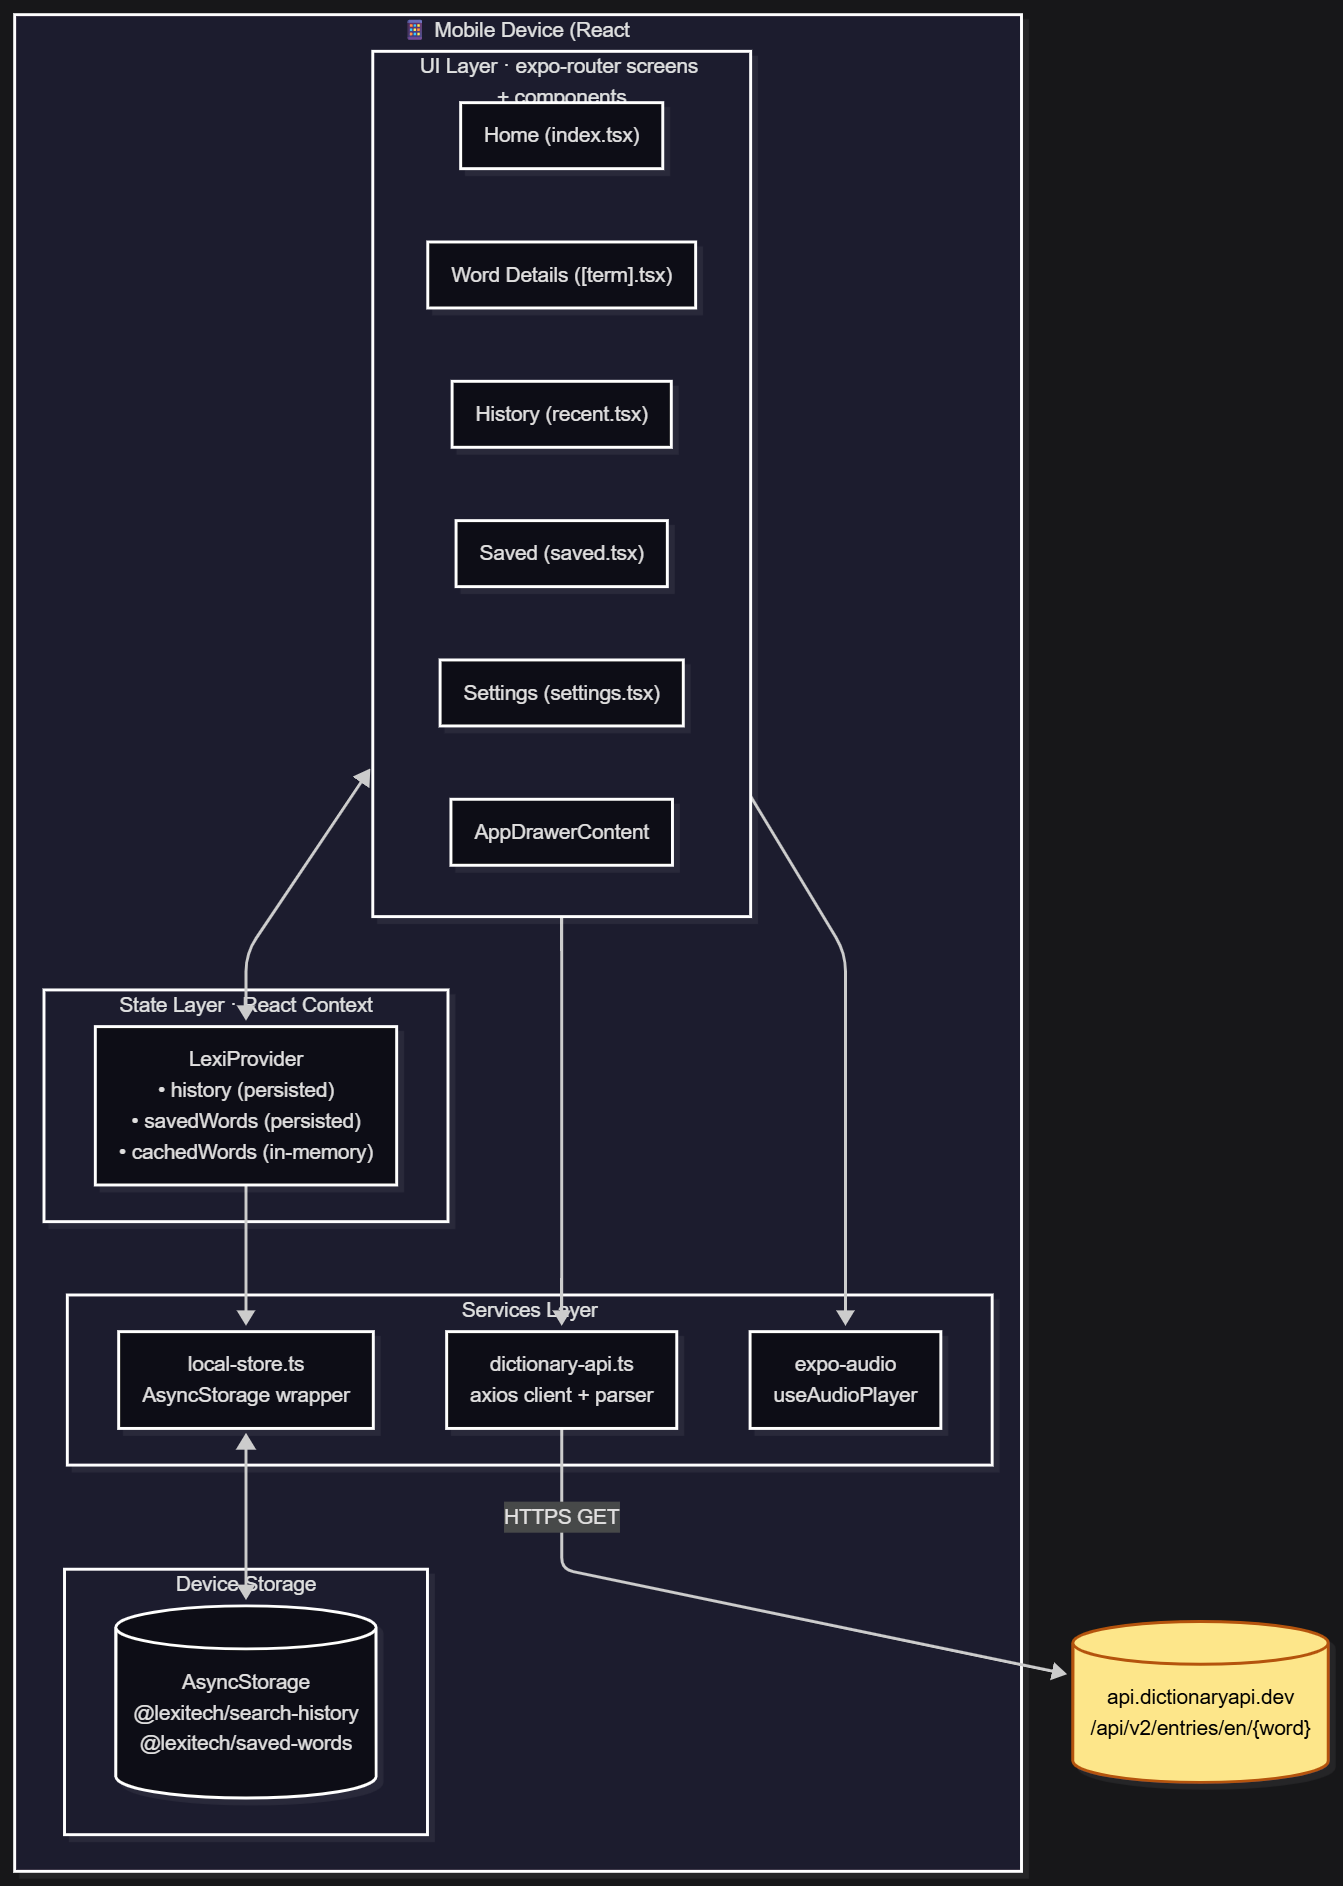 📱 Mobile Device (React
UI Layer · expo-router screens
+ components
Home (index.tsx)
Word Details ([term].tsx)
History (recent.tsx)
Saved (saved.tsx)
Settings (settings.tsx)
AppDrawerContent
State Layer · React Context
LexiProvider
• history (persisted)
• savedWords (persisted)
• cachedWords (in-memory)
Services Layer
local-store.ts
AsyncStorage wrapper
dictionary-api.ts
axios client + parser
expo-audio
useAudioPlayer
HTTPS GET
Device Storage
AsyncStorage
@lexitech/search-history
@lexitech/saved-words
api.dictionaryapi.dev
/api/v2/entries/en/{word}